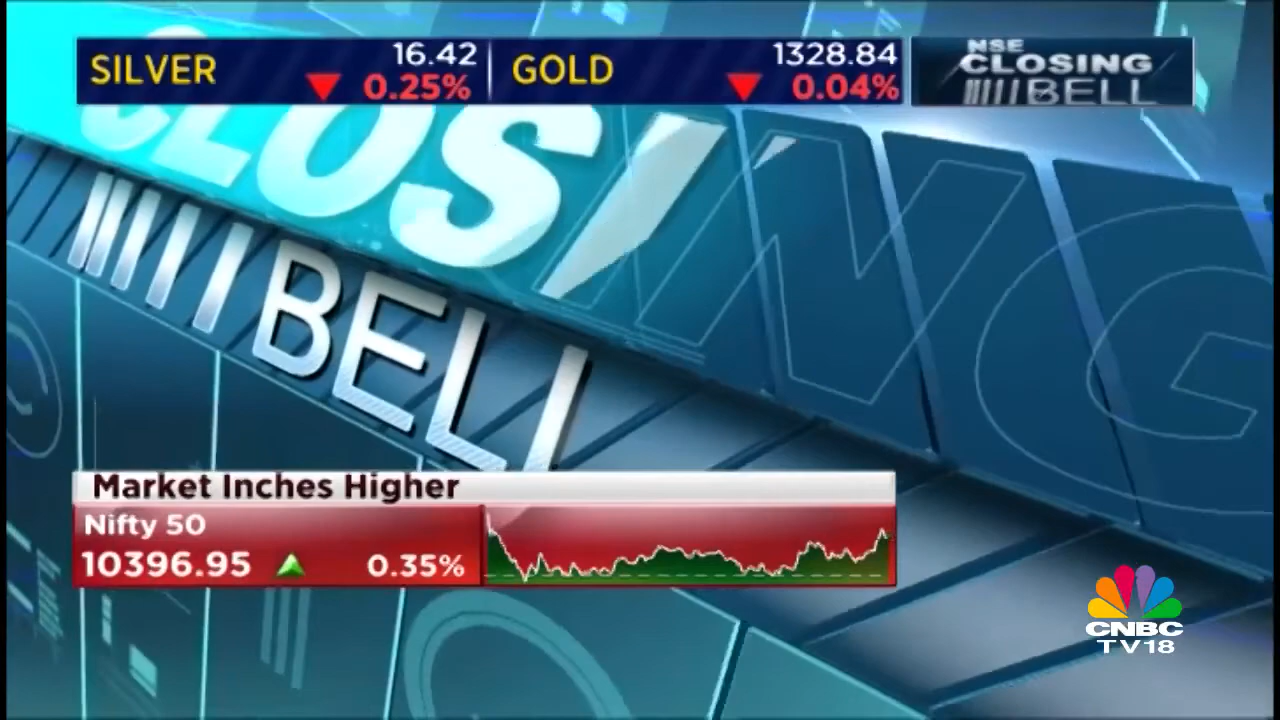 SILVER
16.42
▼ 0.25%
GOLD
1328.84
▼ 0.04%
NSE
CLOSING
BELL
CLOSING
BELL
Market Inches Higher
Nifty 50
10396.95 ▲ 0.35%
CNBC
TV18